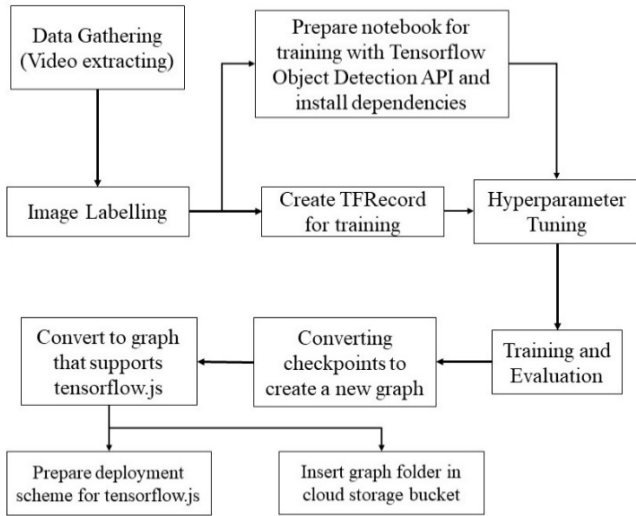 Data Gathering
(Video extracting)
Prepare notebook for
training with Tensorflow
Object Detection API and
install dependencies
Image Labelling
Create TFRecord
for training
Hyperparameter
Tuning
Convert to graph
that supports
tensorflow.js
Converting
checkpoints to
create a new graph
Training and
Evaluation
Prepare deployment
scheme for tensorflow.js
Insert graph folder in
cloud storage bucket